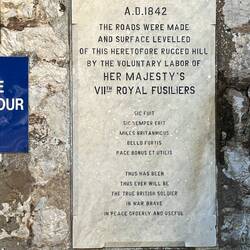 A.D.1842
THE ROADS WERE MADE
AND SURFACE LEVELLED
OF THIS HERETOFORE RUGGED HILL
BY THE VOLUNTARY LABOR OF
HER MAJESTY'S
VIITH ROYAL FUSILIERS
SIC FUIT
SIC SEMPER ERIT
MILES BRITANNICUS
BELLO FORTIS
PACE BONUS ET UTILIS
THUS HAS BEEN
THUS EVER WILL BE
THE TRUE BRITISH SOLDIER
IN WAR BRAVE
IN PEACE ORDERLY AND USEFUL
E
OUR